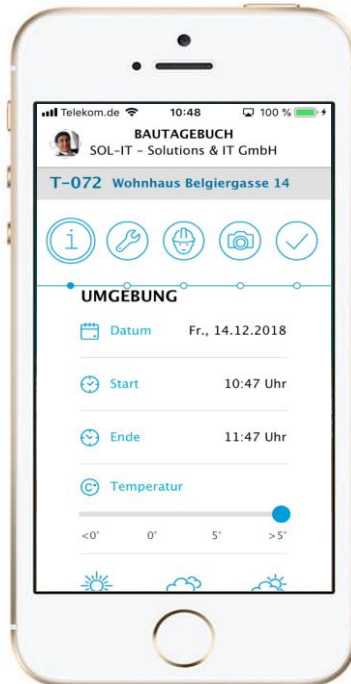 Telekom.de 10:48 100 %
BAUTAGEBUCH
SOL-IT – Solutions & IT GmbH
T-072 Wohnhaus Belgiergasse 14
i
UMGEBUNG
Datum Fr., 14.12.2018
Start 10:47 Uhr
Ende 11:47 Uhr
C° Temperatur
<0° 0° 5° >5°